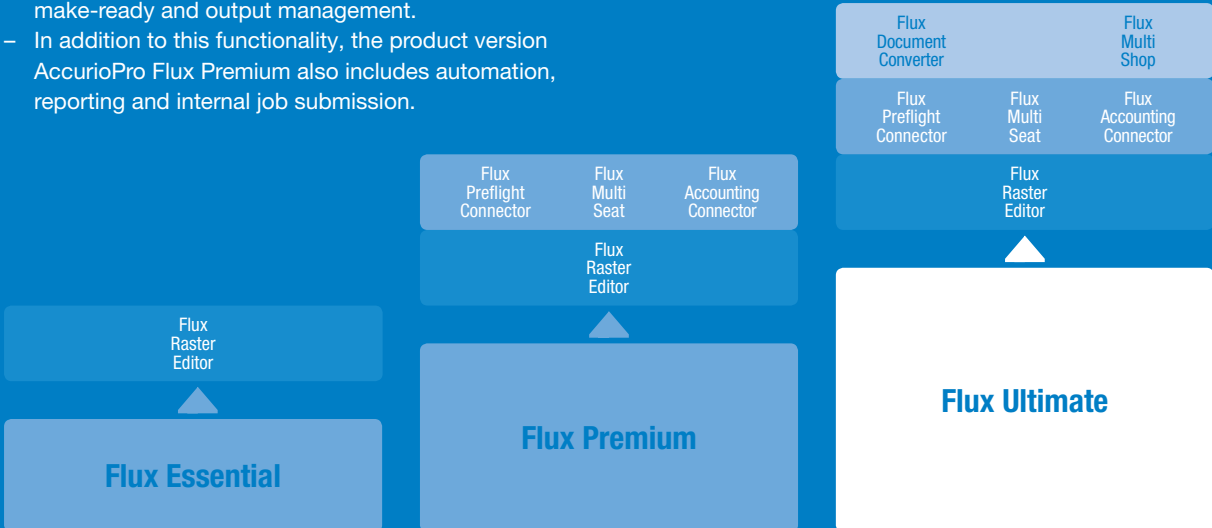 make-ready and output management.
– In addition to this functionality, the product version
AccurioPro Flux Premium also includes automation,
reporting and internal job submission.
Flux
Raster
Editor
Flux Essential
Flux
Preflight
Connector
Flux
Multi
Seat
Flux
Accounting
Connector
Flux
Raster
Editor
Flux Premium
Flux
Document
Converter
Flux
Multi
Shop
Flux
Preflight
Connector
Flux
Multi
Seat
Flux
Accounting
Connector
Flux
Raster
Editor
Flux Ultimate